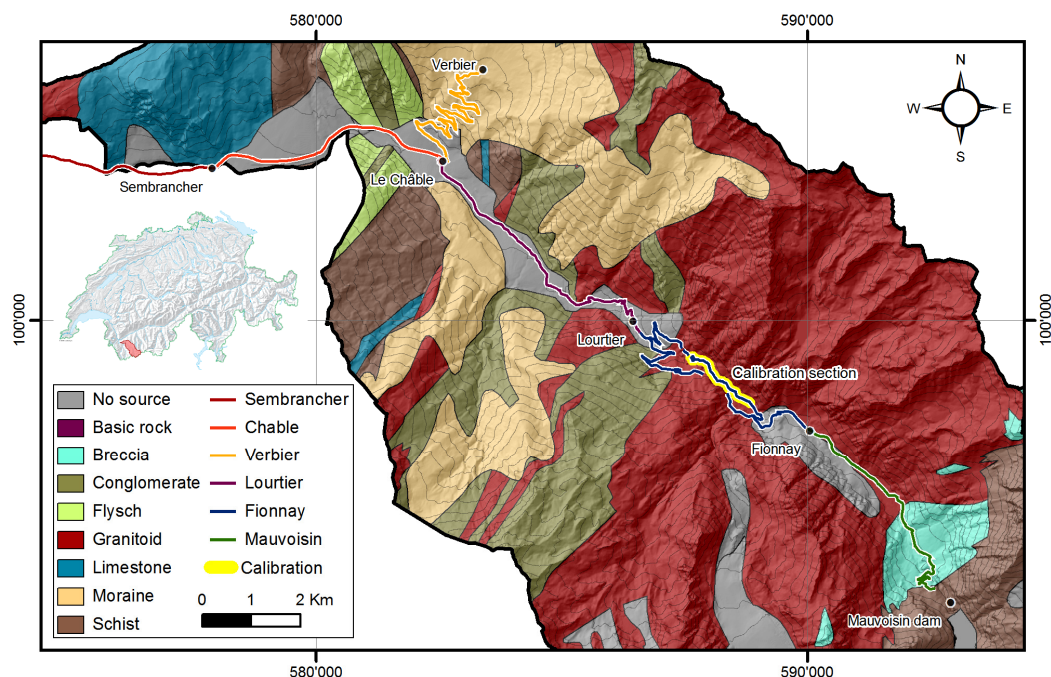 580'000
590'000
N
W
E
S
Verbier
Sembrancher
Le Châble
100'000
100'000
Lourtier
Calibration section
Fionnay
Mauvoisin dam
No source
Basic rock
Breccia
Conglomerate
Flysch
Granitoid
Limestone
Moraine
Schist
Sembrancher
Chable
Verbier
Lourtier
Fionnay
Mauvoisin
Calibration
0 1 2 Km
580'000
590'000